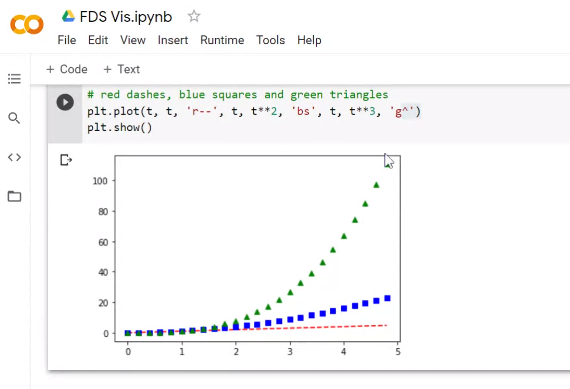 FDS Vis.ipynb
File Edit View Insert Runtime Tools Help
+ Code + Text
# red dashes, blue squares and green triangles
plt.plot(t, t, 'r--', t, t**2, 'bs', t, t**3, 'g^')
plt.show()
100
80
60
40
20
0
0 1 2 3 4 5